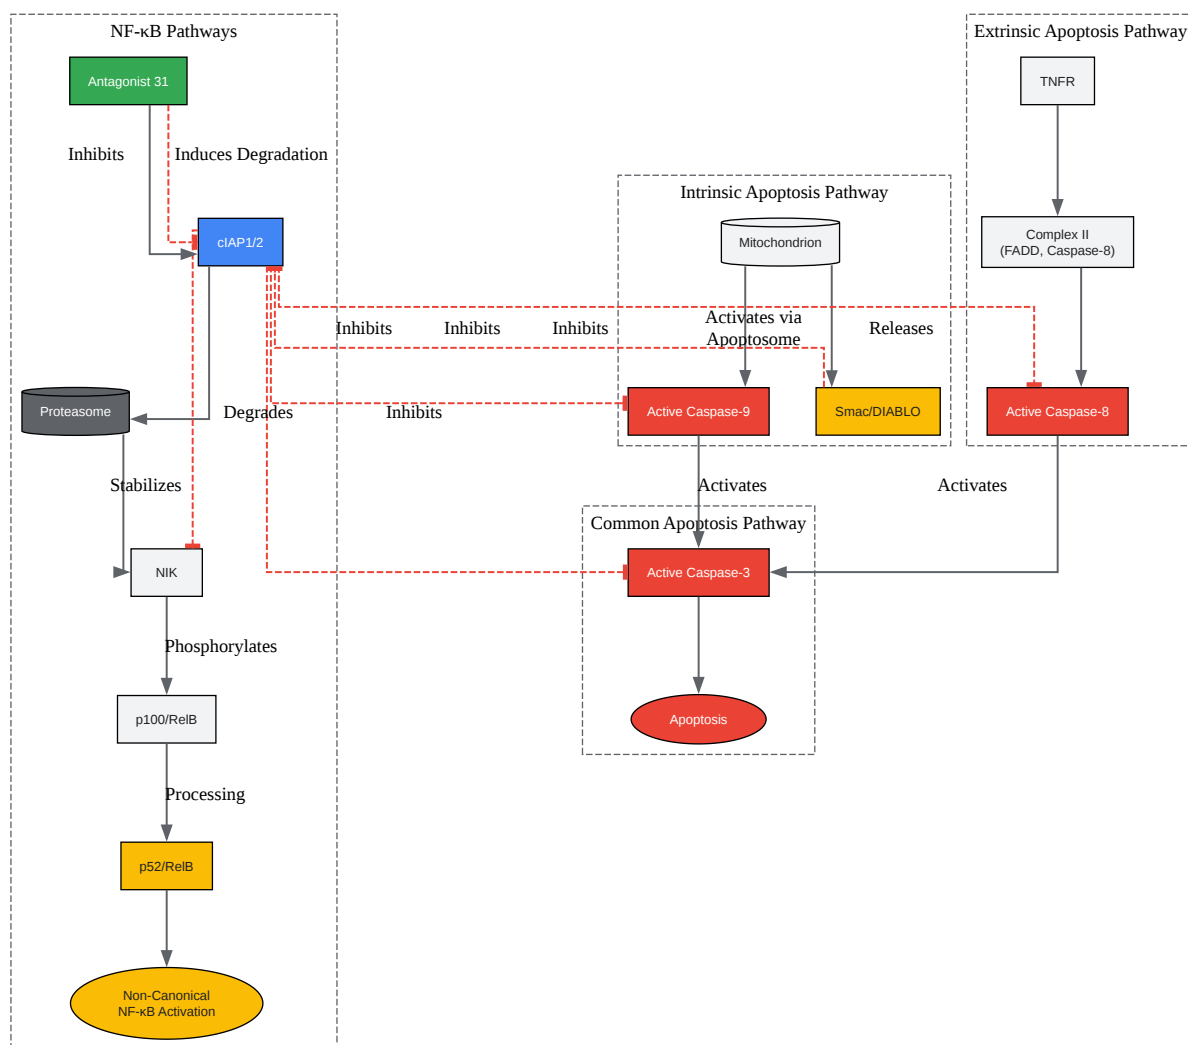 NF-κB Pathways
Extrinsic Apoptosis Pathway
Antagonist 31
TNFR
Inhibits
Induces Degradation
Intrinsic Apoptosis Pathway
cIAP1/2
Mitochondrion
Complex II
(FADD, Caspase-8)
Inhibits
Inhibits
Inhibits
Activates via
Apoptosome
Releases
Proteasome
Degrades
Inhibits
Active Caspase-9
Smac/DIABLO
Active Caspase-8
Stabilizes
Activates
Activates
Common Apoptosis Pathway
NIK
Active Caspase-3
Phosphorylates
p100/RelB
Apoptosis
Processing
p52/RelB
Non-Canonical
NF-κB Activation